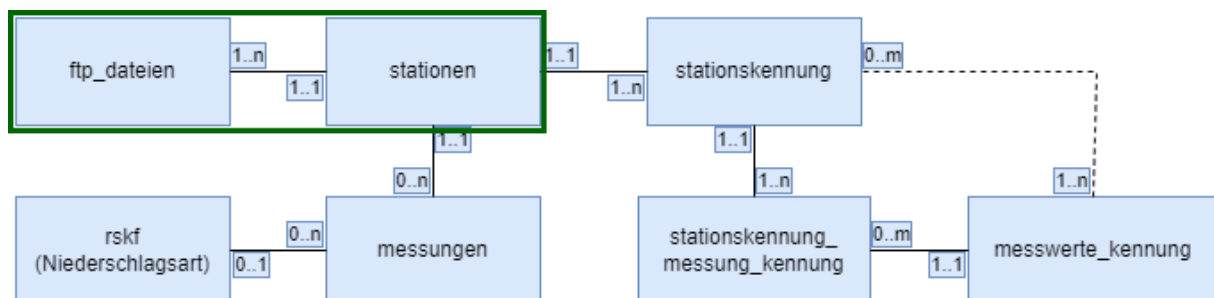 ftp_dateien
1..n
1..1
stationen
1..1
1..n
stationskennung
0..m
1..1
0..n
1..1
1..n
1..n
rskf
(Niederschlagsart)
0..n
0..1
messungen
stationskennung_
messung_kennung
0..m
1..1
messwerte_kennung